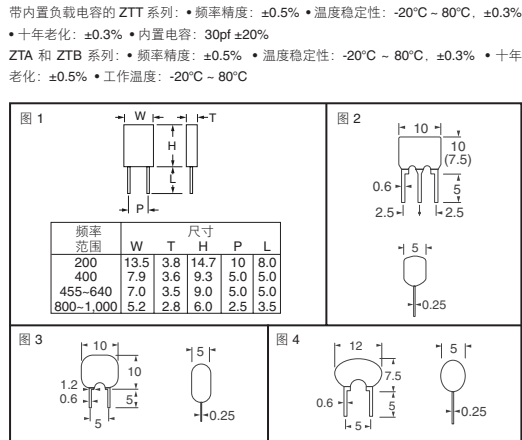 带内置负载电容的 ZTT 系列：• 频率精度：±0.5% • 温度稳定性：-20°C ~ 80°C，±0.3%
• 十年老化：±0.3% • 内置电容：30pf ±20%
ZTA 和 ZTB 系列：• 频率精度：±0.5% • 温度稳定性：-20°C ~ 80°C，±0.3% • 十年
老化：±0.5% • 工作温度：-20°C ~ 80°C
图 1
W
T
H
L
P
频率范围 尺寸
W T H P L
200 13.5 3.8 14.7 10 8.0
400 7.9 3.6 9.3 5.0 5.0
455~640 7.0 3.5 9.0 5.0 5.0
800~1,000 5.2 2.8 6.0 2.5 3.5
图 2
10
10
(7.5)
0.6
5
2.5
2.5
5
0.25
图 3
10
5
10
1.2
0.6
5
5
0.25
图 4
12
5
7.5
0.6
5
5
0.25